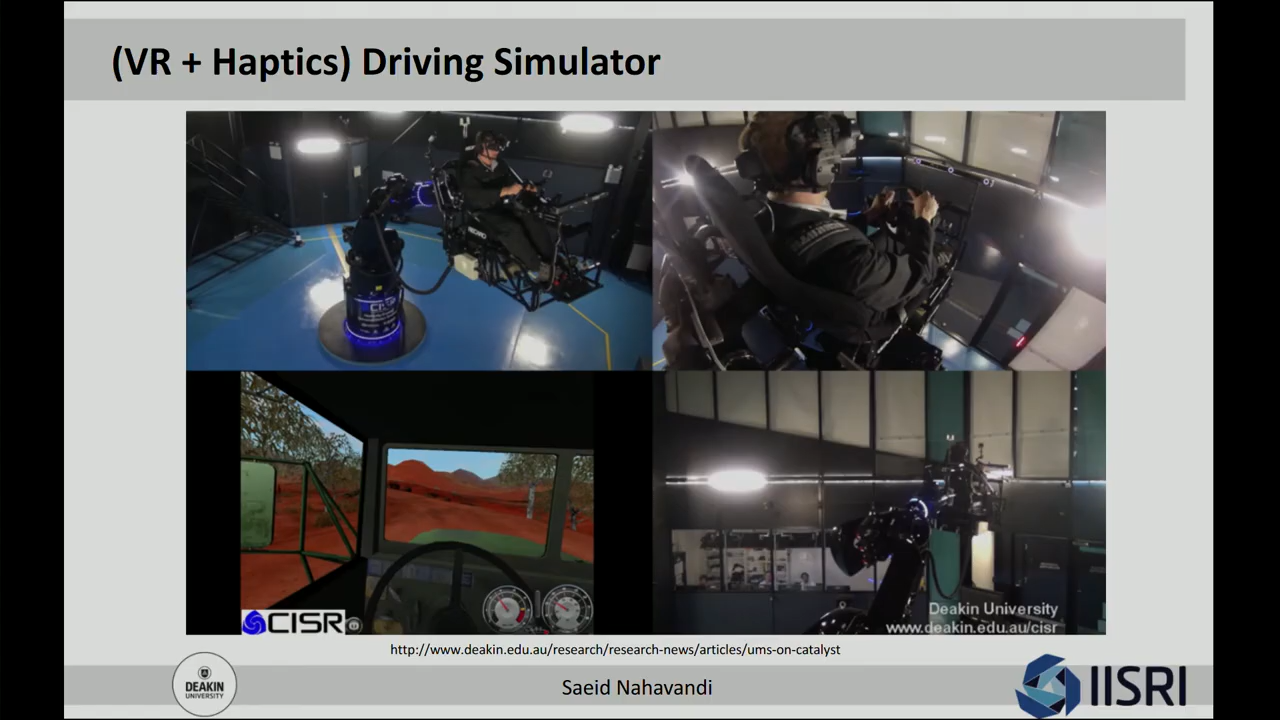 (VR + Haptics) Driving Simulator
RECARO
CISR
Deakin University
www.deakin.edu.au/cisr
http://www.deakin.edu.au/research/research-news/articles/ums-on-catalyst
DEAKIN
UNIVERSITY
Saeid Nahavandi
IISRI